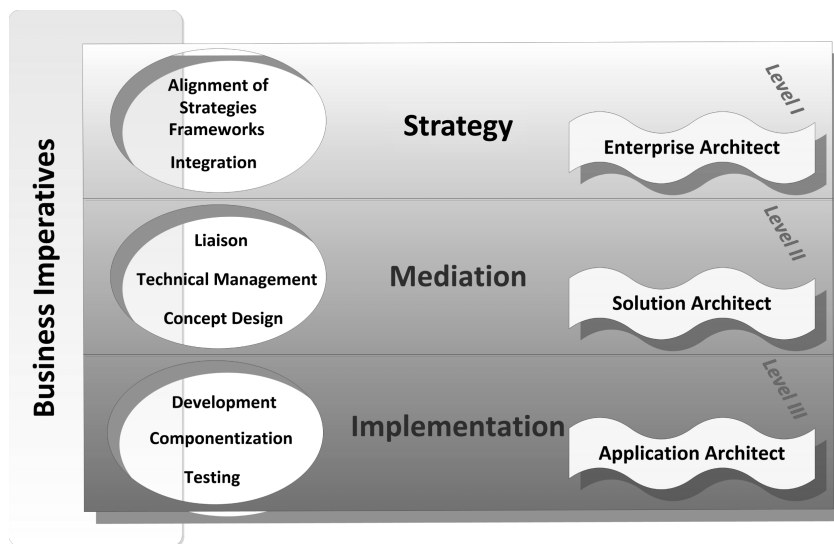 Business Imperatives
Alignment of
Strategies
Frameworks
Integration
Strategy
Level I
Enterprise Architect
Liaison
Technical Management
Concept Design
Mediation
Level II
Solution Architect
Development
Componentization
Testing
Implementation
Level III
Application Architect